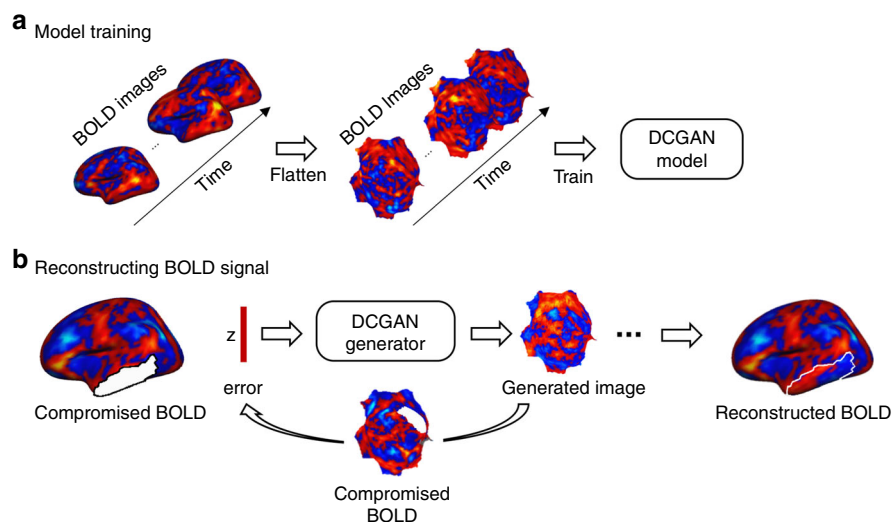 a Model training
BOLD images
...
Time
Flatten
BOLD Images
...
Time
Train
DCGAN
model
b Reconstructing BOLD signal
Compromised BOLD
z
error
DCGAN
generator
Generated image
...
Reconstructed BOLD
Compromised
BOLD